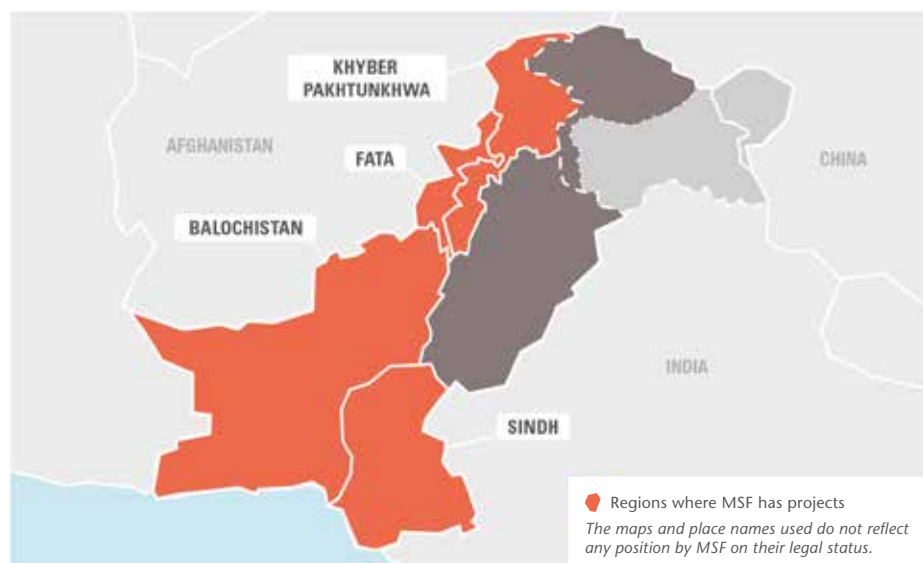 KHYBER
PAKHTUNKHWA
AFGHANISTAN
FATA
CHINA
BALOCHISTAN
INDIA
SINDH
Regions where MSF has projects
The maps and place names used do not reflect
any position by MSF on their legal status.